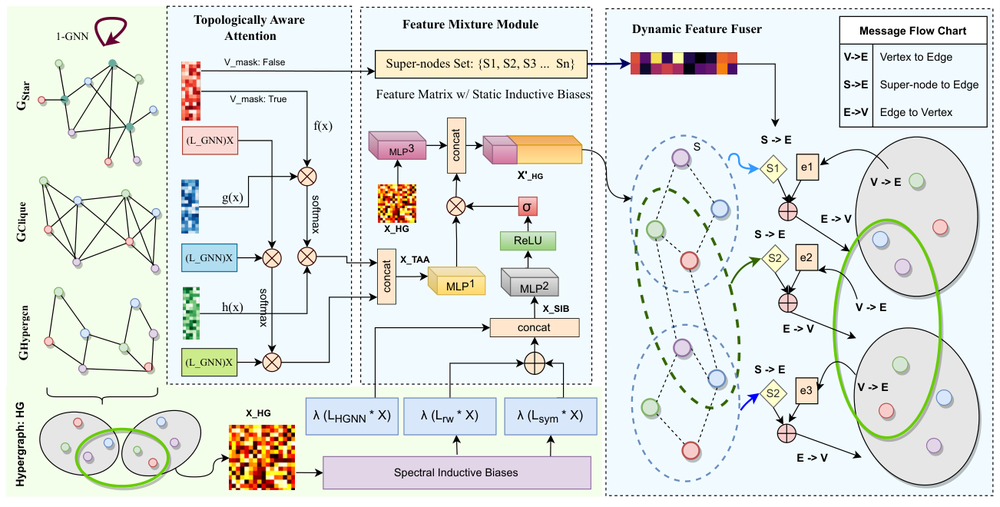 1-GNN
GStar
GClique
GHypergen
Hypergraph: HG
X_HG
Topologically Aware
Attention
V_mask: False
V_mask: True
f(x)
(L_GNN)X
g(x)
softmax
(L_GNN)X
h(x)
softmax
(L_GNN)X
Feature Mixture Module
Super-nodes Set: {S1, S2, S3 ... Sn}
Feature Matrix w/ Static Inductive Biases
MLP3
concat
X'_HG
X_HG
σ
ReLU
concat
X_TAA
MLP1
MLP2
X_SIB
concat
λ (LHGNN * X)
λ (Lrw * X)
λ (Lsym * X)
Spectral Inductive Biases
Dynamic Feature Fuser
Message Flow Chart
V->E Vertex to Edge
S->E Super-node to Edge
E->V Edge to Vertex
S
S -> E
S1
e1
V -> E
E -> V
S -> E
S2
e2
V -> E
E -> V
S -> E
S2
e3
V -> E
E -> V